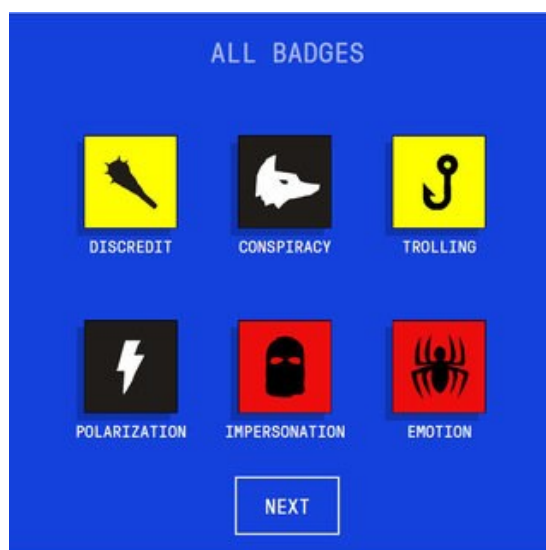 ALL BADGES
DISCREDIT CONSPIRACY TROLLING
POLARIZATION IMPERSONATION EMOTION
NEXT